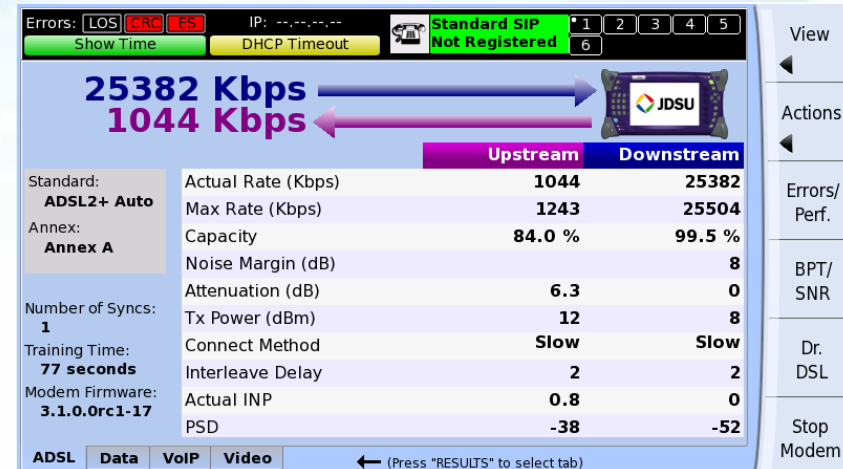 Errors: LOS CRC ES IP: --.--.--.-- Standard SIP 1 2 3 4 5
Show Time DHCP Timeout Not Registered 6
25382 Kbps
1044 Kbps
JDSU
Upstream Downstream
Standard:
ADSL2+ Auto
Annex:
Annex A
Number of Syncs:
1
Training Time:
77 seconds
Modem Firmware:
3.1.0.0rc1-17
Actual Rate (Kbps) 1044 25382
Max Rate (Kbps) 1243 25504
Capacity 84.0 % 99.5 %
Noise Margin (dB) 8
Attenuation (dB) 6.3 0
Tx Power (dBm) 12 8
Connect Method Slow Slow
Interleave Delay 2 2
Actual INP 0.8 0
PSD -38 -52
ADSL Data VoIP Video (Press "RESULTS" to select tab)
View
Actions
Errors/
Perf.
BPT/
SNR
Dr.
DSL
Stop
Modem